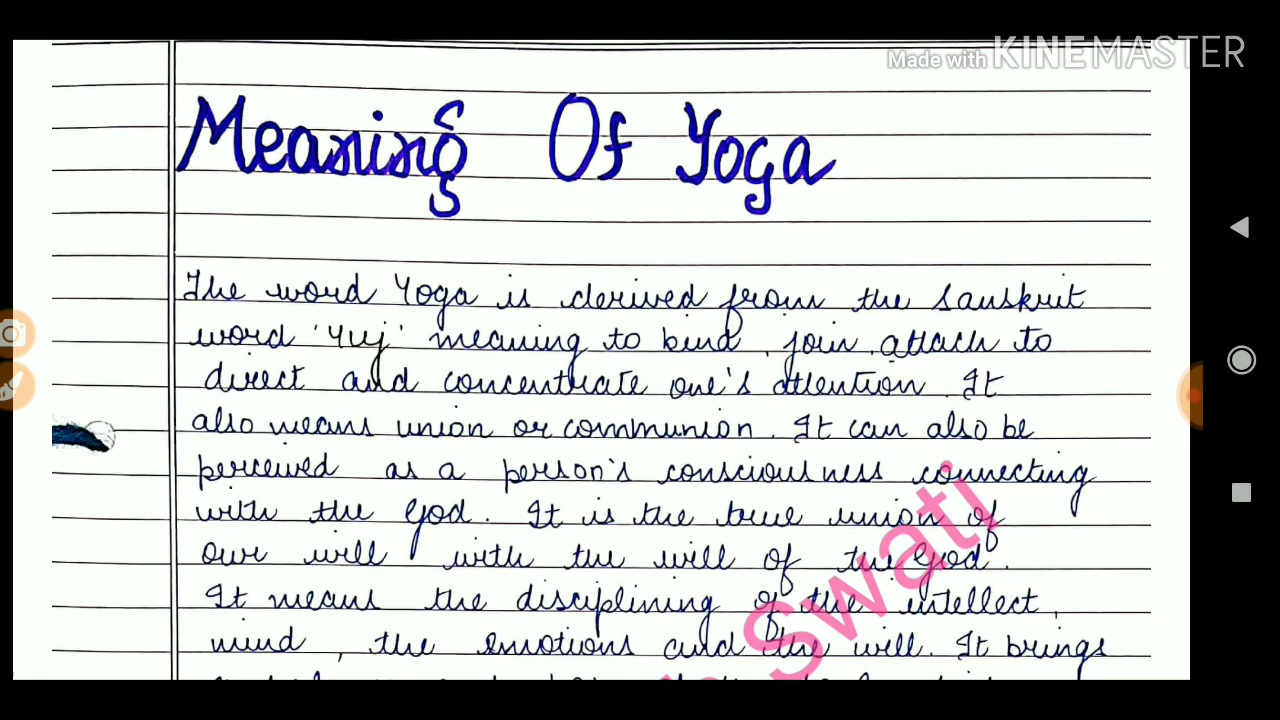 Made with KINEMASTER
Meaning Of Yoga
The word Yoga is derived from the Sanskrit
word 'Yuj' meaning to bind, join, attach to
direct and concentrate one's attention. It
also means union or communion. It can also be
perceived as a person's consciousness connecting
with the God. It is the true union of
our will with the will of the God.
It means the disciplining of the intellect,
mind, the emotions and the will. It brings
Swati